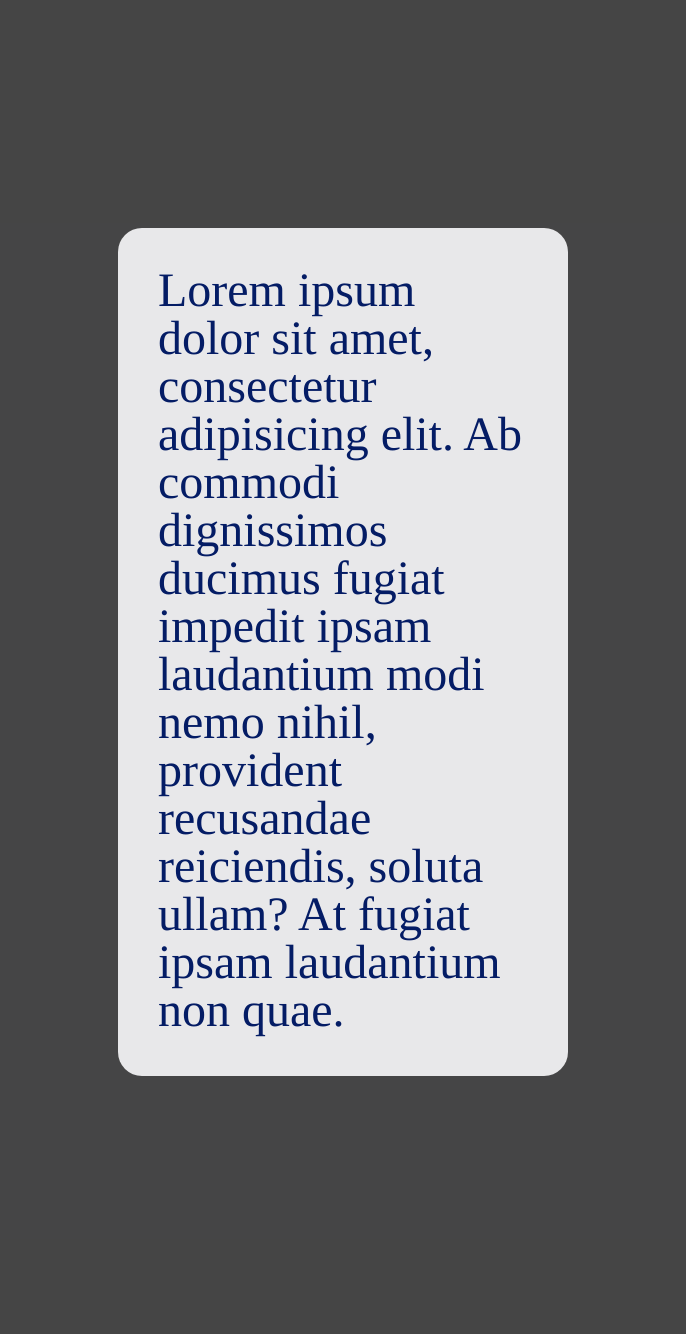 Lorem ipsum
dolor sit amet,
consectetur
adipisicing elit. Ab
commodi
dignissimos
ducimus fugiat
impedit ipsam
laudantium modi
nemo nihil,
provident
recusandae
reiciendis, soluta
ullam? At fugiat
ipsam laudantium
non quae.